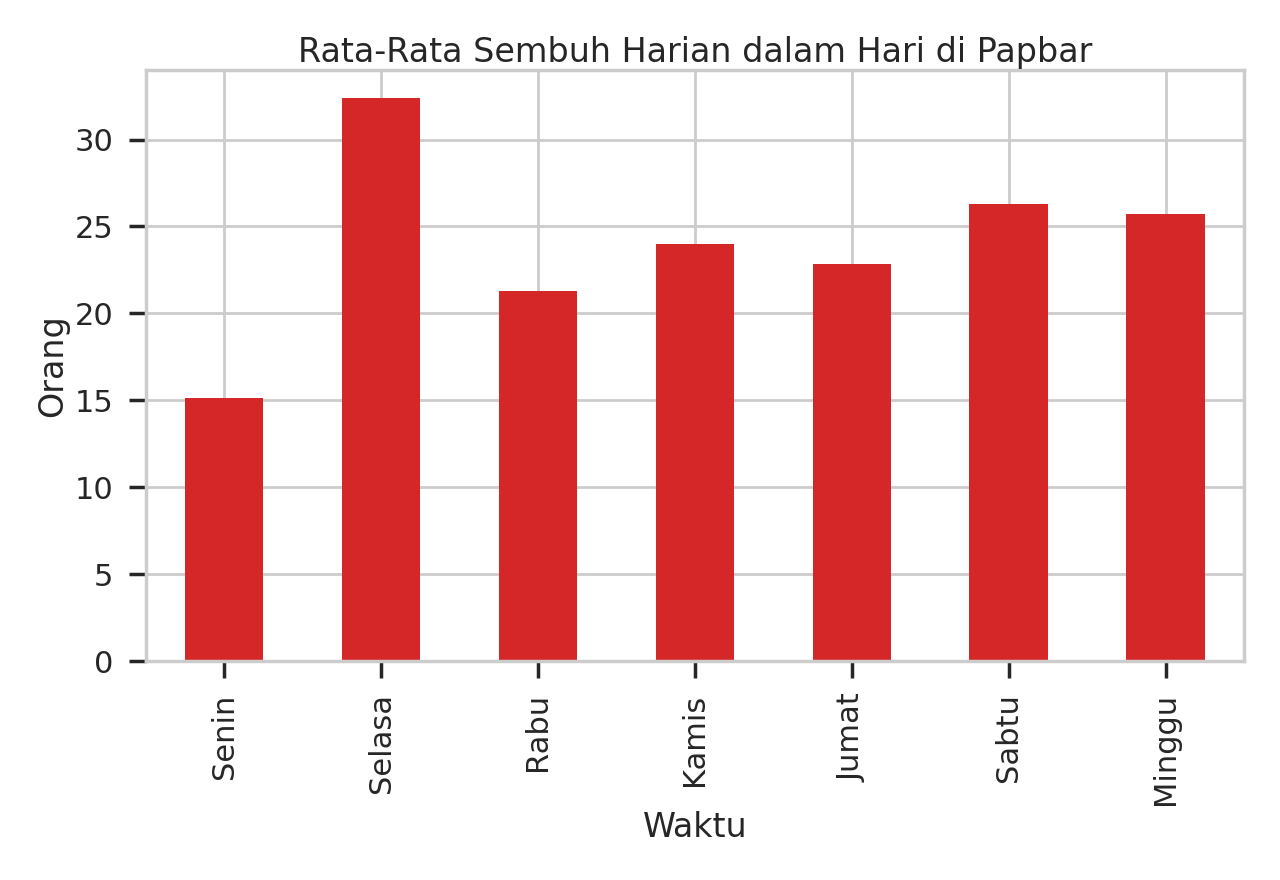 Rata-Rata Sembuh Harian dalam Hari di Papbar
Orang
30
25
20
15
10
5
0
Senin
Selasa
Rabu
Kamis
Jumat
Sabtu
Minggu
Waktu